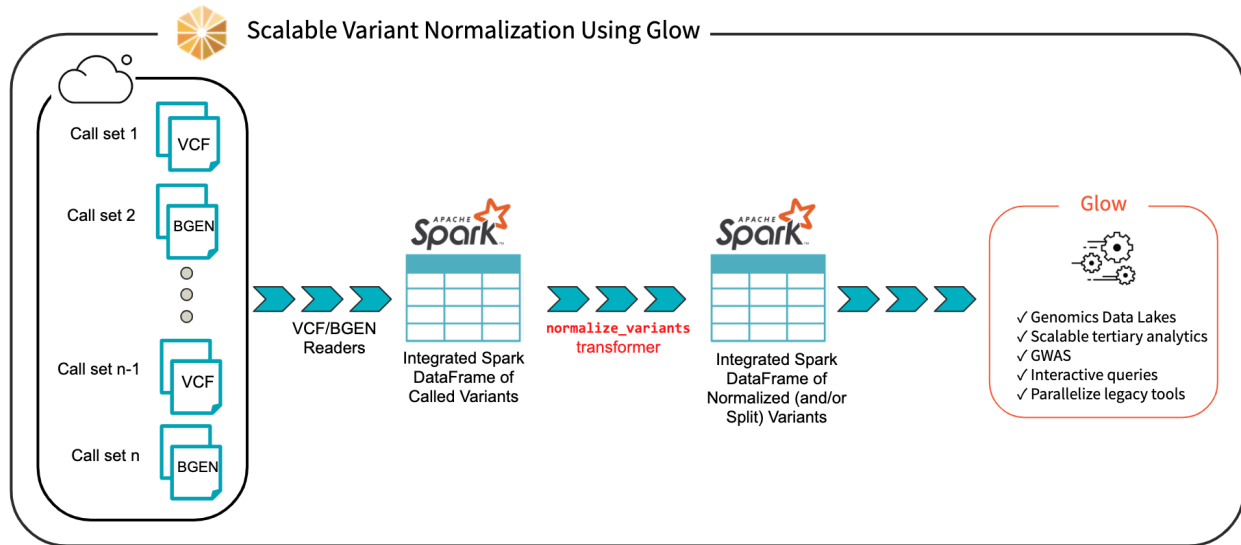 Scalable Variant Normalization Using Glow
Call set 1
VCF
Call set 2
BGEN
Call set n-1
VCF
Call set n
BGEN
VCF/BGEN
Readers
APACHE
Spark™
Integrated Spark
DataFrame of
Called Variants
normalize_variants
transformer
APACHE
Spark™
Integrated Spark
DataFrame of
Normalized (and/or
Split) Variants
Glow
✓ Genomics Data Lakes
✓ Scalable tertiary analytics
✓ GWAS
✓ Interactive queries
✓ Parallelize legacy tools